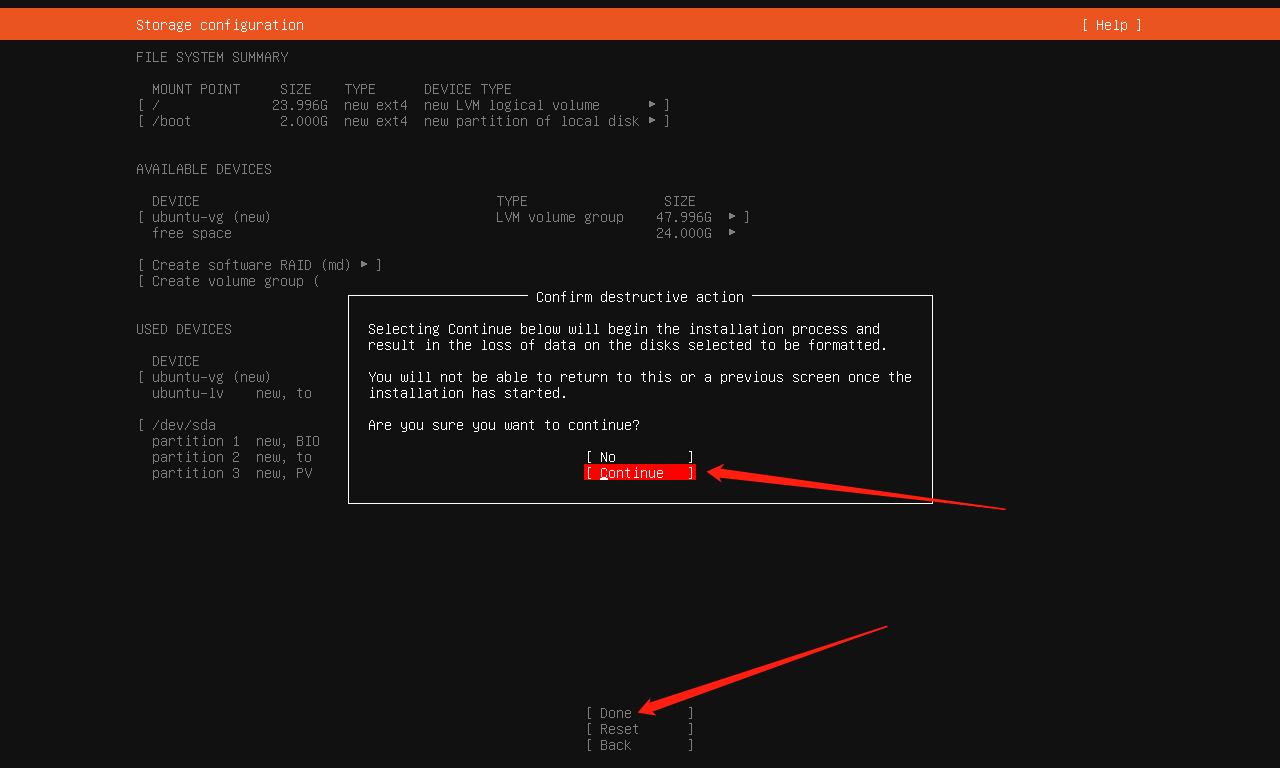 Storage configuration [ Help ]
FILE SYSTEM SUMMARY
MOUNT POINT SIZE TYPE DEVICE TYPE
[ / 23.996G new ext4 new LVM logical volume ▸ ]
[ /boot 2.000G new ext4 new partition of local disk ▸ ]
AVAILABLE DEVICES
DEVICE TYPE SIZE
[ ubuntu-vg (new) LVM volume group 47.996G ▸ ]
free space 24.000G ▸
[ Create software RAID (md) ▸ ]
[ Create volume group (
USED DEVICES
DEVICE
[ ubuntu-vg (new)
ubuntu-lv new, to
[ /dev/sda
partition 1 new, BIO
partition 2 new, to
partition 3 new, PV
Confirm destructive action
Selecting Continue below will begin the installation process and
result in the loss of data on the disks selected to be formatted.
You will not be able to return to this or a previous screen once the
installation has started.
Are you sure you want to continue?
[ No ]
[ Continue ]
[ Done ]
[ Reset ]
[ Back ]